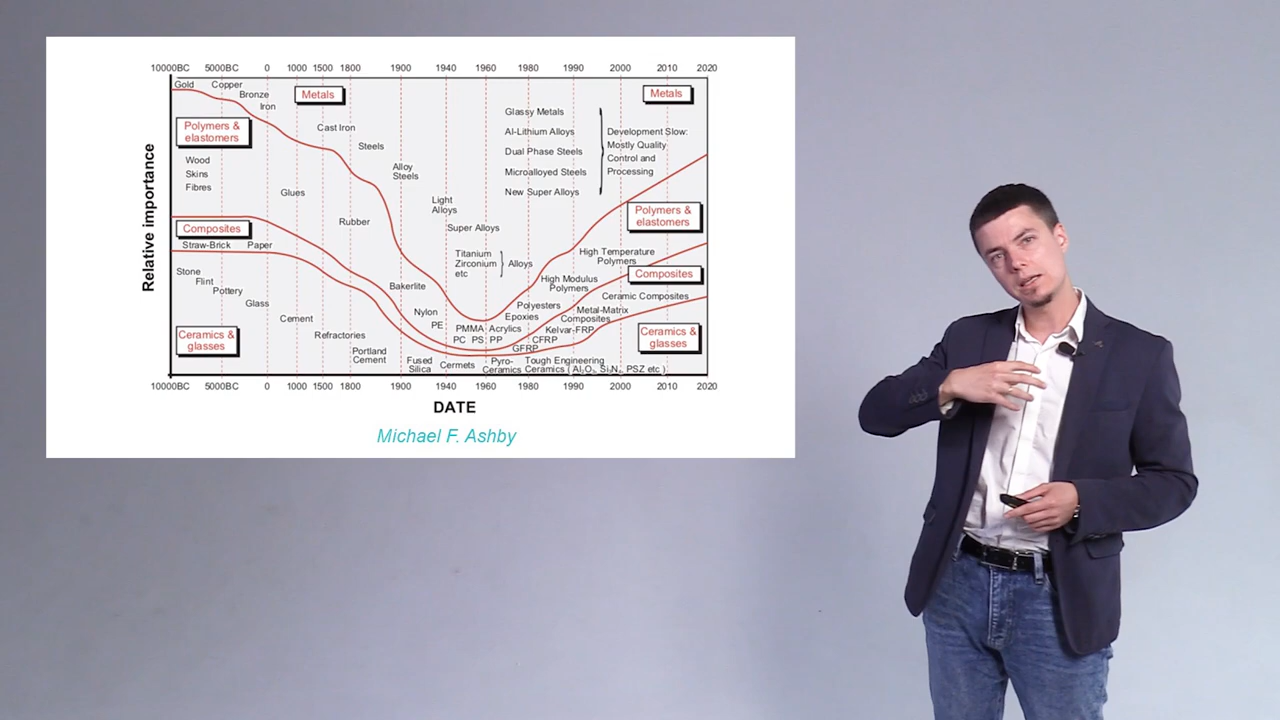 10000BC 5000BC 0 1000 1500 1800 1900 1940 1960 1980 1990 2000 2010 2020
Gold Copper
Bronze
Iron
Metals
Metals
Polymers &
elastomers
Wood
Skins
Fibres
Glues
Cast Iron
Steels
Rubber
Alloy
Steels
Light
Alloys
Super Alloys
Titanium
Zirconium
etc
Alloys
Glassy Metals
Al-Lithium Alloys
Dual Phase Steels
Microalloyed Steels
New Super Alloys
Development Slow:
Mostly Quality
Control and
Processing
Polymers &
elastomers
Composites
Straw-Brick Paper
Stone
Flint
Pottery
Glass
Cement
Refractories
Portland
Cement
Ceramics &
glasses
Bakerlite
Nylon
PE
PMMA Acrylics
PC PS PP
Fused
Silica
Cermets
Pyro-
Ceramics
High Temperature
Polymers
High Modulus
Polymers
Polyesters
Epoxies
Composites
Ceramic Composites
Metal-Matrix
Composites
Kelvar-FRP
CFRP
GFRP
Ceramics &
glasses
Tough Engineering
Ceramics ( Al₂O₃, Si₃N₄, PSZ etc )
10000BC 5000BC 0 1000 1500 1800 1900 1940 1960 1980 1990 2000 2010 2020
Relative importance
DATE
Michael F. Ashby